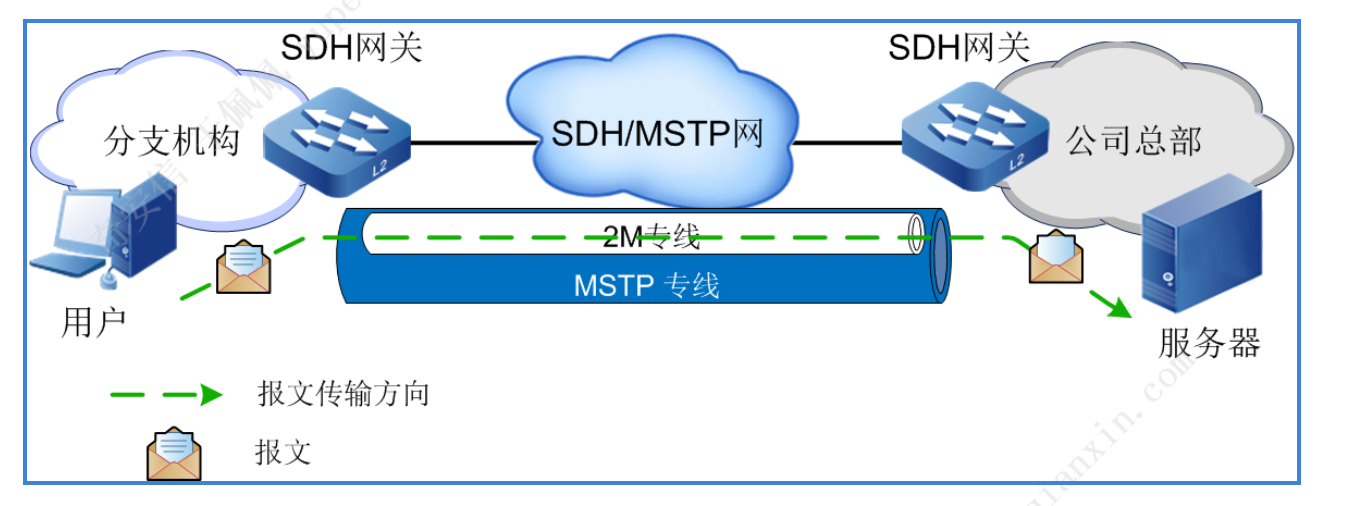 SDH网关
SDH网关
分支机构
SDH/MSTP网
公司总部
L2
L2
2M专线
MSTP 专线
用户
服务器
报文传输方向
报文